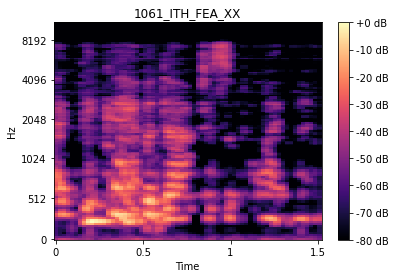 1061_ITH_FEA_XX
8192
4096
2048
1024
512
0
Hz
0
0.5
1
1.5
Time
+0 dB
-10 dB
-20 dB
-30 dB
-40 dB
-50 dB
-60 dB
-70 dB
-80 dB